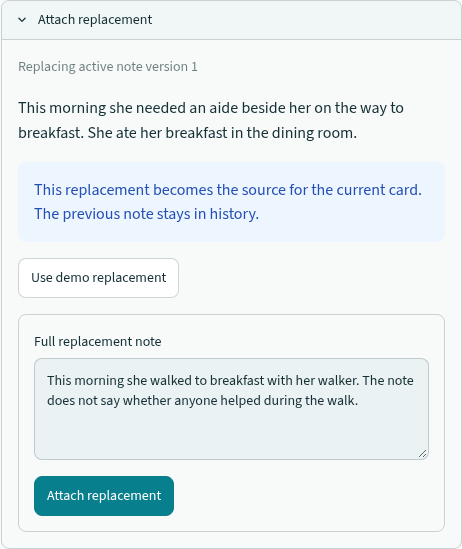 Attach replacement
Replacing active note version 1
This morning she needed an aide beside her on the way to
breakfast. She ate her breakfast in the dining room.
This replacement becomes the source for the current card.
The previous note stays in history.
Use demo replacement
Full replacement note
This morning she walked to breakfast with her walker. The note
does not say whether anyone helped during the walk.
Attach replacement